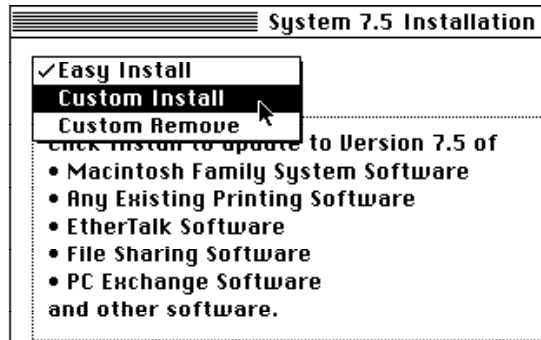 System 7.5 Installation
✓Easy Install
Custom Install
Custom Remove
Click Install to update to Version 7.5 of
• Macintosh Family System Software
• Any Existing Printing Software
• EtherTalk Software
• File Sharing Software
• PC Exchange Software
and other software.